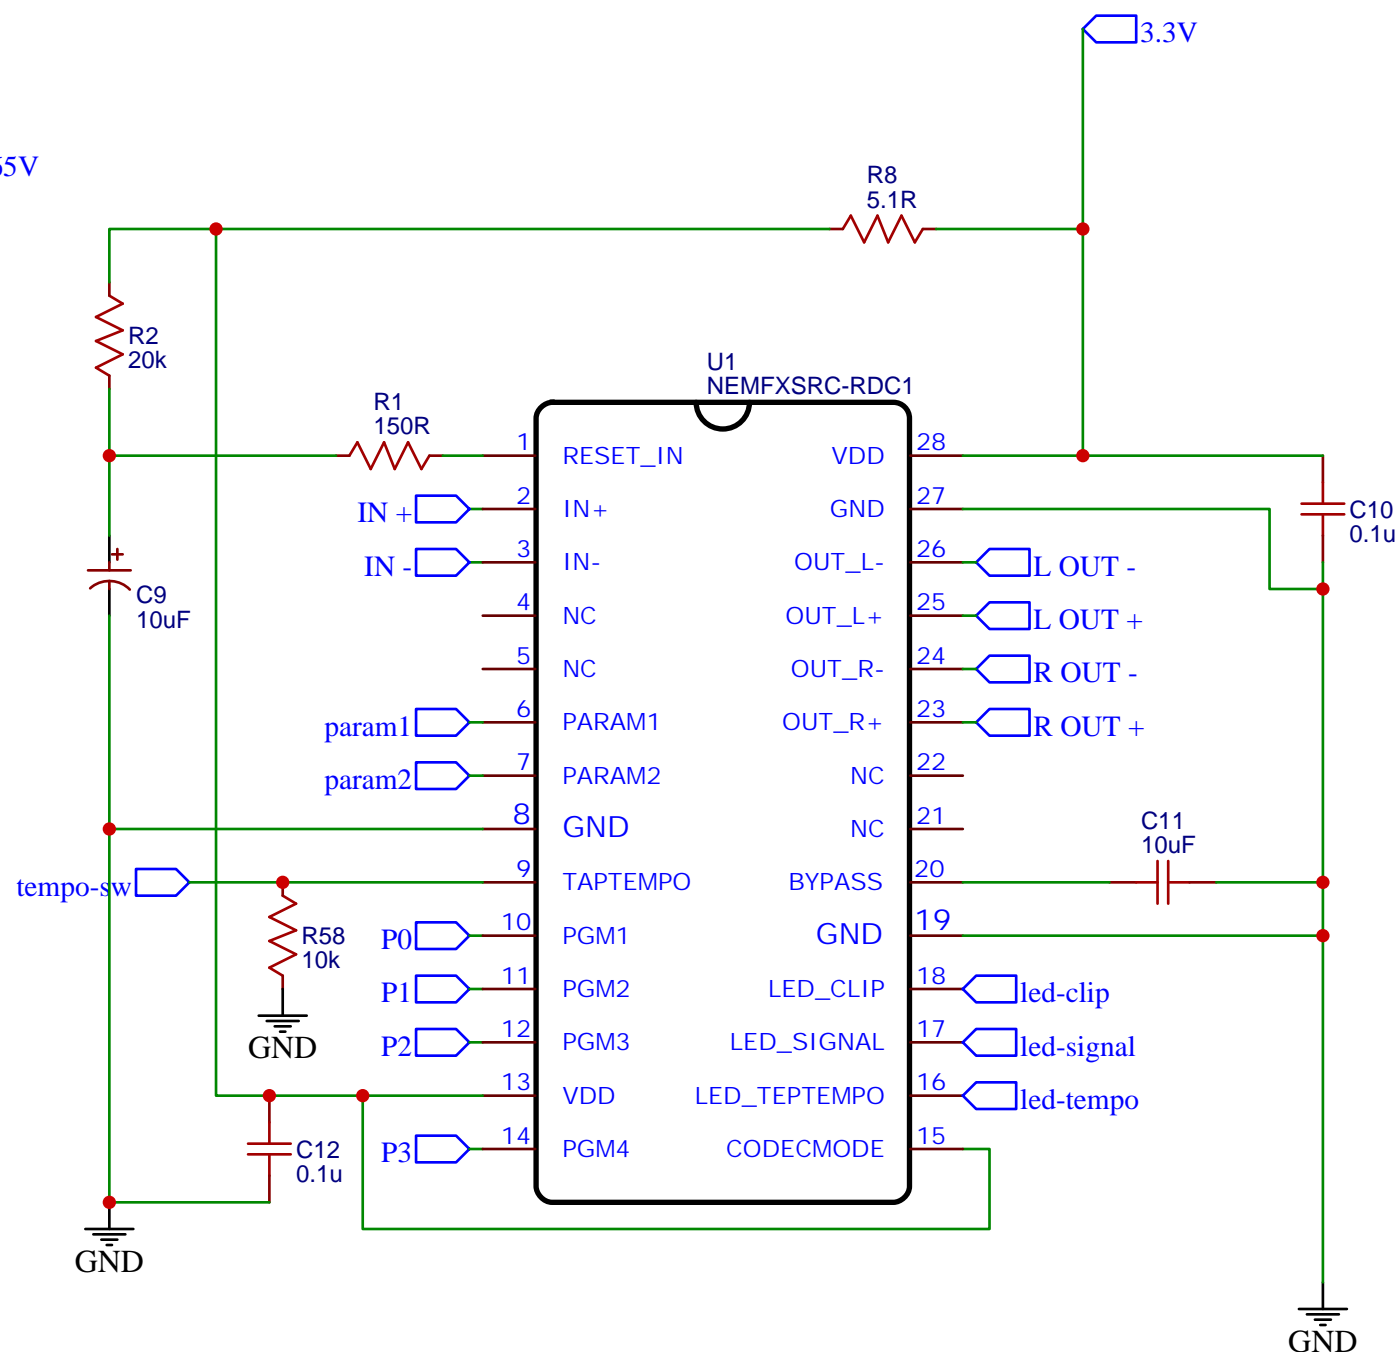 3.3V
65V
R8
5.1R
R2
20k
U1
NEMFXSRC-RDC1
R1
150R
1
RESET_IN
VDD
28
IN +
2
IN+
GND
27
C10
0.1u
IN -
3
IN-
OUT_L-
26
L OUT -
C9
10uF
4
NC
OUT_L+
25
L OUT +
5
NC
OUT_R-
24
R OUT -
param1
6
PARAM1
OUT_R+
23
R OUT +
param2
7
PARAM2
NC
22
8
GND
NC
21
C11
10uF
tempo-sw
9
TAPTEMPO
BYPASS
20
R58
10k
GND
P0
10
PGM1
GND
19
P1
11
PGM2
LED_CLIP
18
led-clip
P2
12
PGM3
LED_SIGNAL
17
led-signal
13
VDD
LED_TEPTEMPO
16
led-tempo
C12
0.1u
P3
14
PGM4
CODECMODE
15
GND
GND